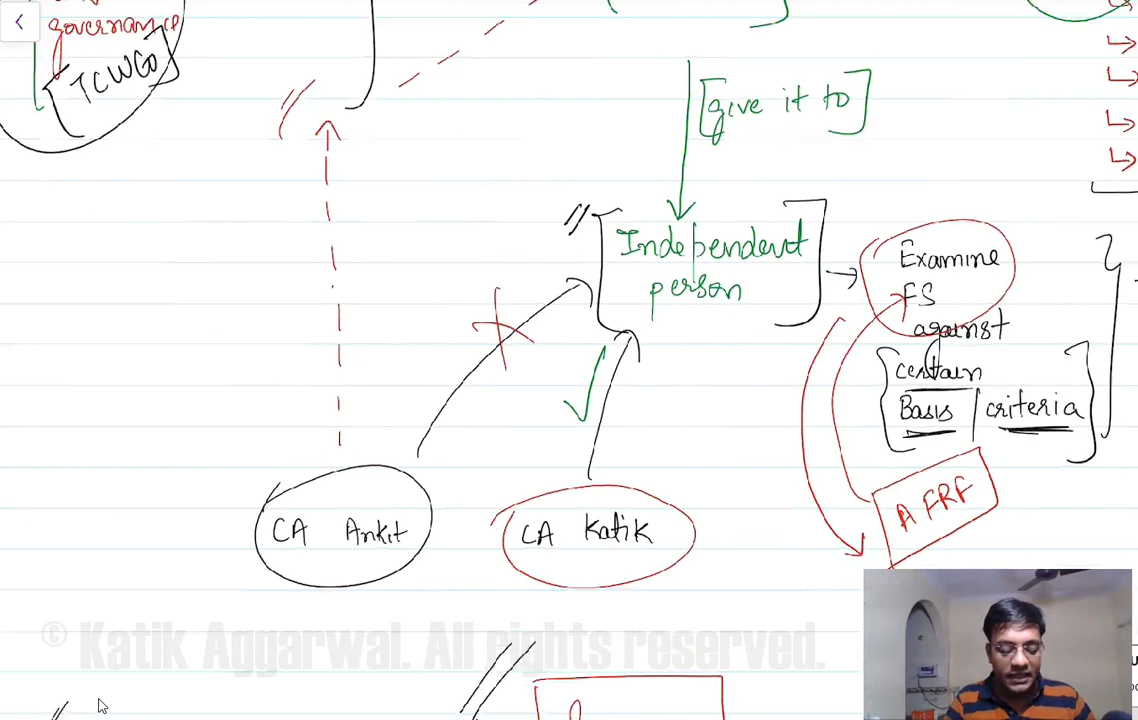 governance
TCWG
[give it to]
[Independent
person]
Examine
FS
against
certain
Basis / criteria
AFRF
CA Ankit
CA Katik
© Katik Aggarwal. All rights reserved.